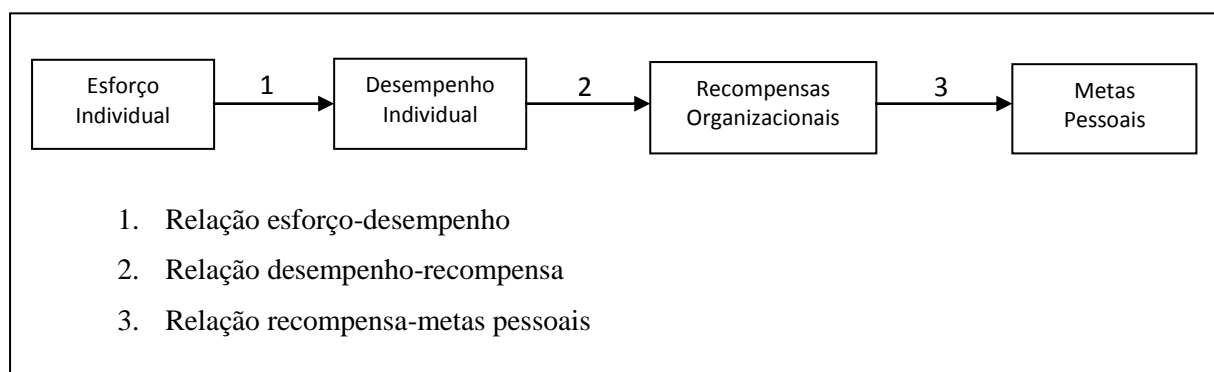 Esforço
Individual
1
Desempenho
Individual
2
Recompensas
Organizacionais
3
Metas
Pessoais
1. Relação esforço-desempenho
2. Relação desempenho-recompensa
3. Relação recompensa-metas pessoais